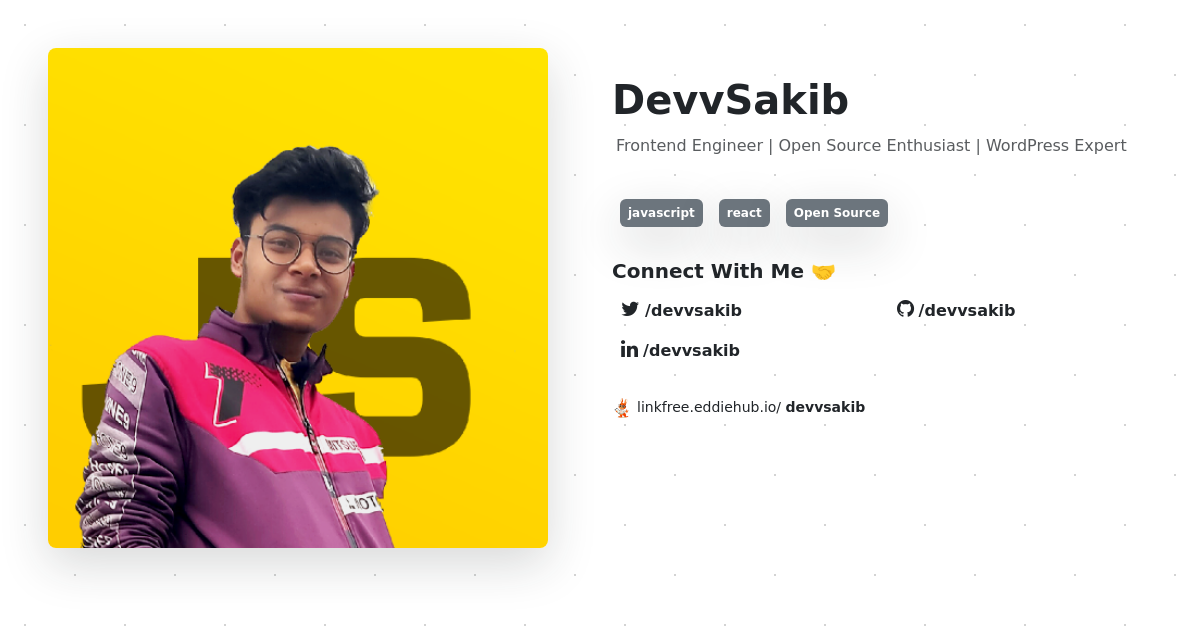 DevvSakib
Frontend Engineer | Open Source Enthusiast | WordPress Expert
javascript react Open Source
Connect With Me 🤝
/devvsakib /devvsakib
/devvsakib
linkfree.eddiehub.io/ devvsakib
JS